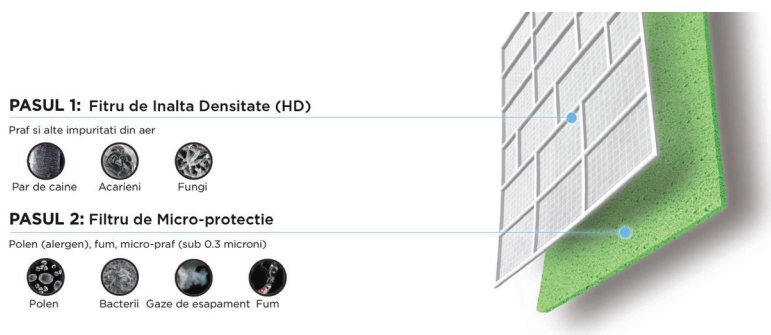 PASUL 1: Fitru de Inalta Densitate (HD)
Praf si alte impuritati din aer
Par de caine Acarieni Fungi
PASUL 2: Filtru de Micro-protectie
Polen (alergen), fum, micro-praf (sub 0.3 microni)
Polen Bacterii Gaze de esapament Fum